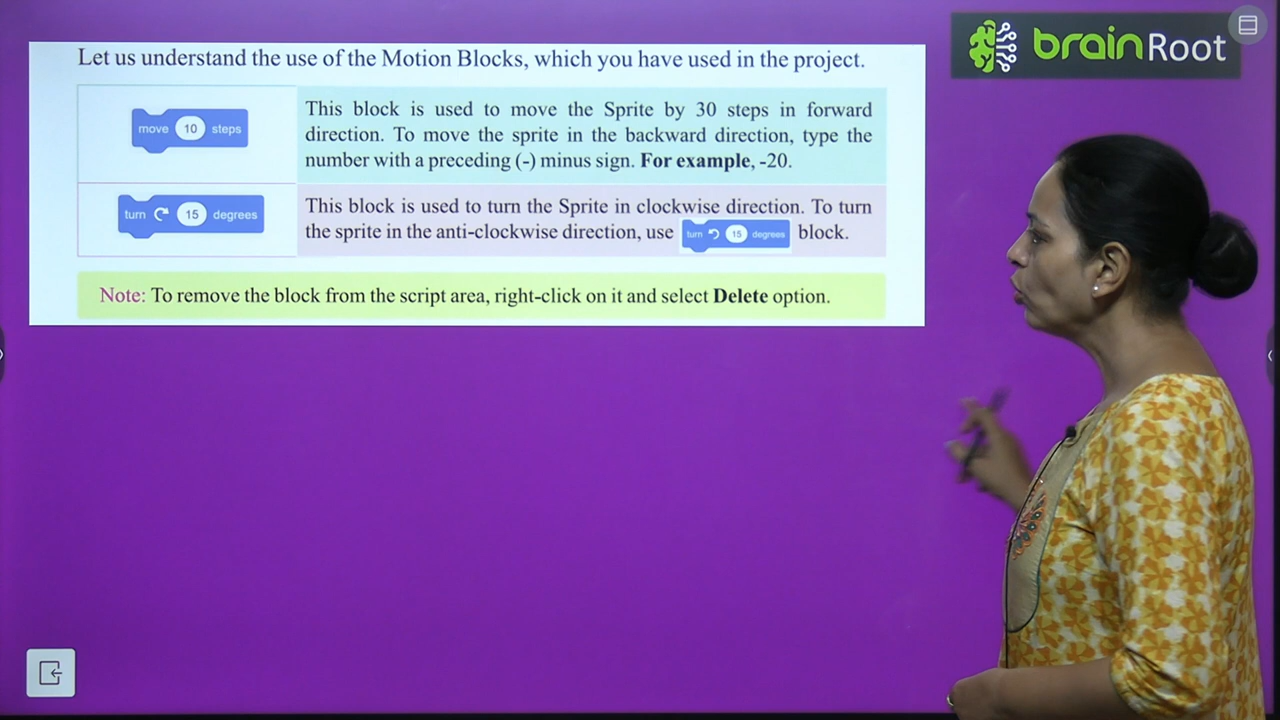 Let us understand the use of the Motion Blocks, which you have used in the project.
move 10 steps
This block is used to move the Sprite by 30 steps in forward
direction. To move the sprite in the backward direction, type the
number with a preceding (-) minus sign. For example, -20.
turn 15 degrees
This block is used to turn the Sprite in clockwise direction. To turn
the sprite in the anti-clockwise direction, use turn 15 degrees block.
Note: To remove the block from the script area, right-click on it and select Delete option.
brainRoot